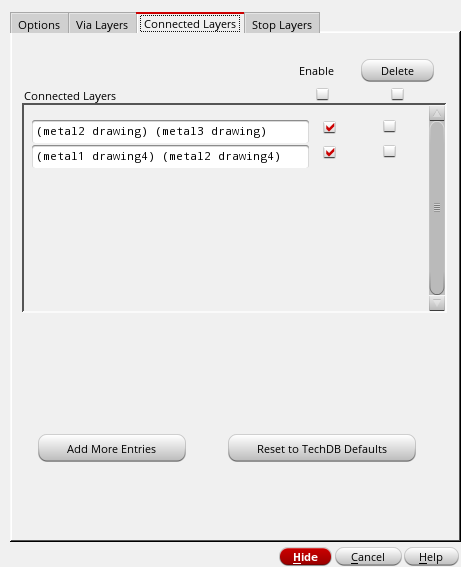 Options Via Layers Connected Layers Stop Layers
Enable Delete
Connected Layers
(metal2 drawing) (metal3 drawing)
(metal1 drawing4) (metal2 drawing4)
Add More Entries Reset to TechDB Defaults
Hide Cancel Help